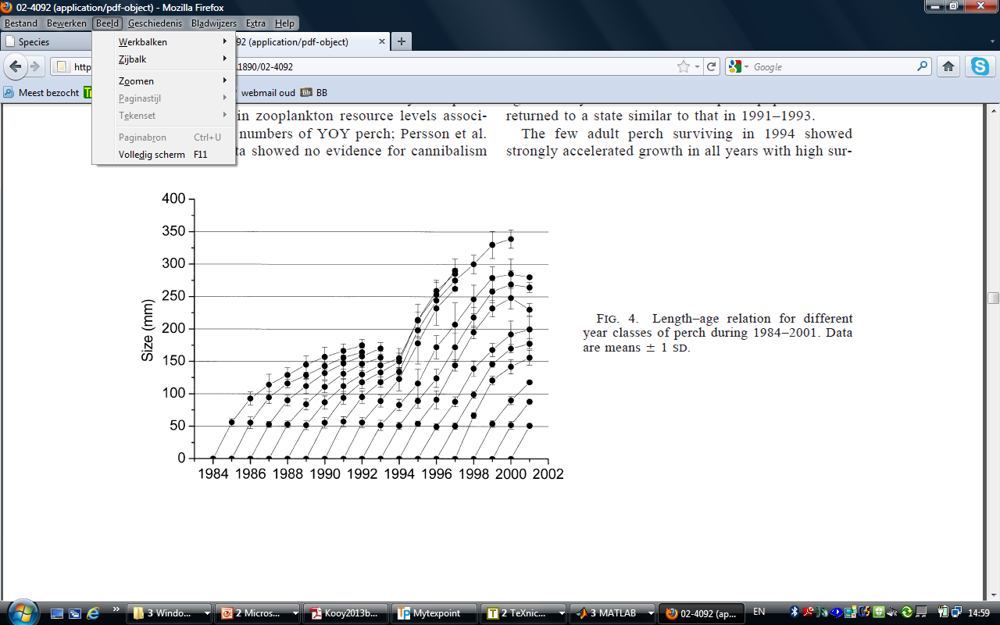 02-4092 (application/pdf-object) - Mozilla Firefox
Bestand Bewerken Beeld Geschiedenis Bladwijzers Extra Help
Species
92 (application/pdf-object)
http
1890/02-4092
Google
Meest bezocht
webmail oud
Bb BB
Werkbalken
Zijbalk
Zoomen
Paginastijl
Tekenset
Paginabron Ctrl+U
Volledig scherm F11
in zooplankton resource levels associ-
numbers of YOY perch; Persson et al.
ta showed no evidence for cannibalism
returned to a state similar to that in 1991–1993.
The few adult perch surviving in 1994 showed
strongly accelerated growth in all years with high sur-
400
350
300
250
200
150
100
50
0
Size (mm)
1984 1986 1988 1990 1992 1994 1996 1998 2000 2002
FIG. 4. Length–age relation for different
year classes of perch during 1984–2001. Data
are means ± 1 SD.
3 Windo...
2 Micros...
Kooy2013b...
Mytexpoint
2 TeXnic...
3 MATLAB
02-4092 (ap...
EN
14:59